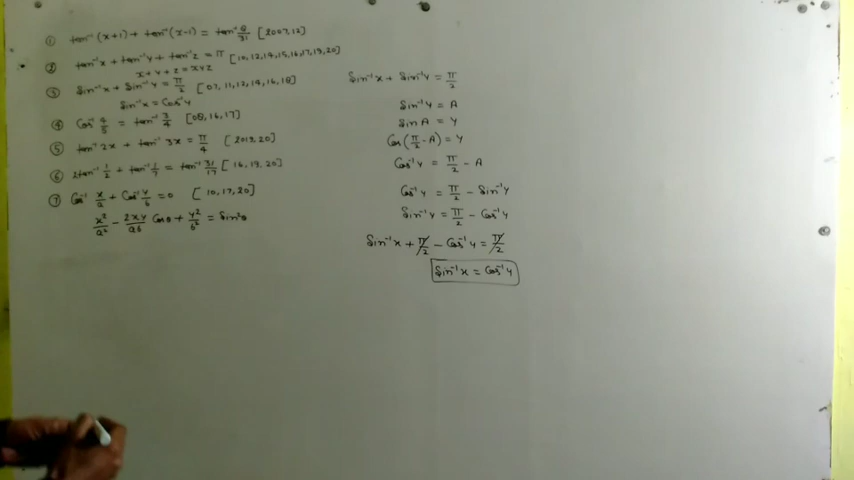 ① tan⁻¹(x+1) + tan⁻¹(x-1) = tan⁻¹ 8/31 [2007,12]
② tan⁻¹x + tan⁻¹y + tan⁻¹z = π [10,12,14,15,16,17,19,20]
x+y+z = xyz
③ Sin⁻¹x + Sin⁻¹y = π/2 [07,11,12,14,16,18]
Sin⁻¹x = Cos⁻¹y
④ Cos⁻¹ 4/5 = tan⁻¹ 3/4 [08,16,17]
⑤ tan⁻¹2x + tan⁻¹3x = π/4 [2019,20]
⑥ 2tan⁻¹ 1/2 + tan⁻¹ 1/7 = tan⁻¹ 31/17 [16,19,20]
⑦ Cos⁻¹ x/a + Cos⁻¹ y/b = θ [10,17,20]
x²/a² - 2xy/ab Cosθ + y²/b² = Sin²θ
Sin⁻¹x + Sin⁻¹y = π/2
Sin⁻¹y = A
Sin A = y
Cos(π/2 - A) = y
Cos⁻¹y = π/2 - A
Cos⁻¹y = π/2 - Sin⁻¹y
Sin⁻¹y = π/2 - Cos⁻¹y
Sin⁻¹x + π/2 - Cos⁻¹y = π/2
Sin⁻¹x = Cos⁻¹y